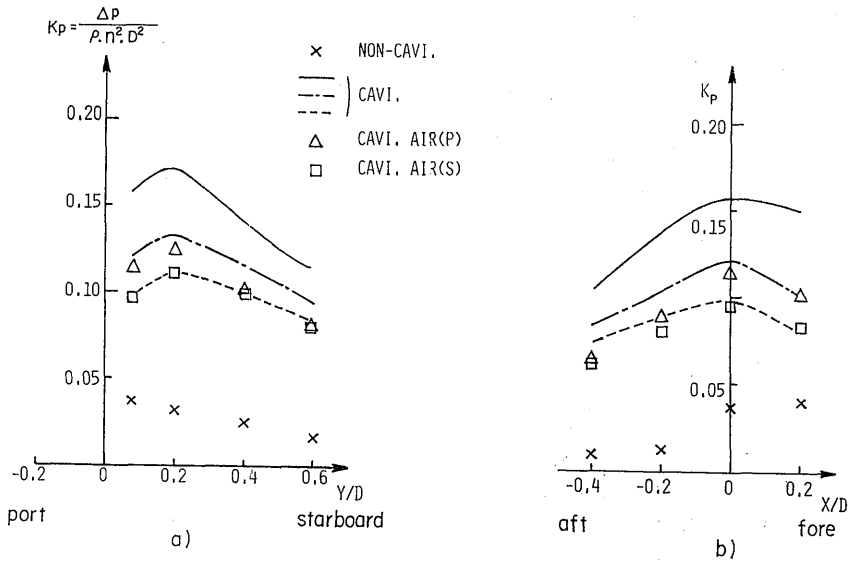 Kp = Δp / ρ.n².D²
× NON-CAVI.
CAVI.
△ CAVI. AIR(P)
□ CAVI. AIR(S)
0.20
0.15
0.10
0.05
-0.2 0 0.2 0.4 0.6
Y/D
port starboard
a)
Kp
0.20
0.15
0.05
-0.4 -0.2 0 0.2
X/D
aft fore
b)